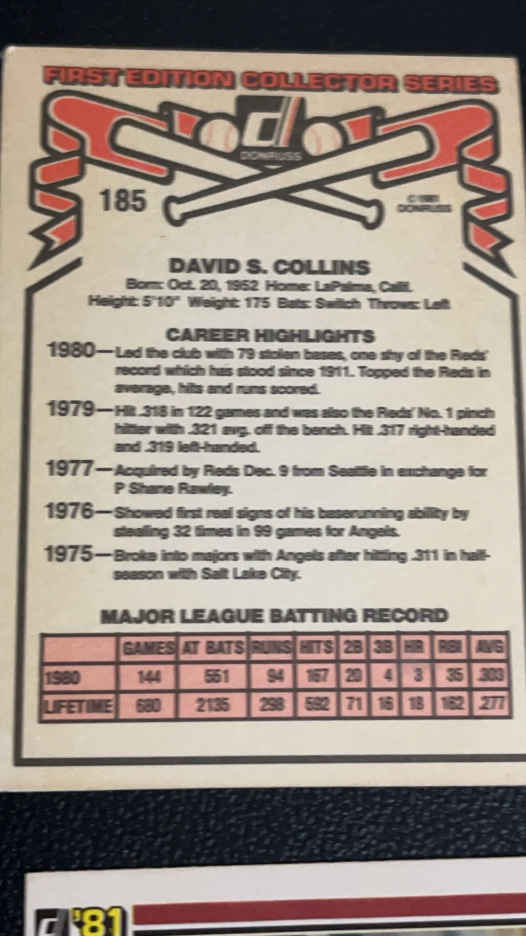 FIRST EDITION COLLECTOR SERIES
DONRUSS
185
© 1981
DONRUSS
DAVID S. COLLINS
Born: Oct. 20, 1952 Home: LaPalma, Calif.
Height: 5'10" Weight: 175 Bats: Switch Throws: Left
CAREER HIGHLIGHTS
1980—Led the club with 79 stolen bases, one shy of the Reds'
record which has stood since 1911. Topped the Reds in
average, hits and runs scored.
1979—Hit .318 in 122 games and was also the Reds' No. 1 pinch
hitter with .321 avg. off the bench. Hit .317 right-handed
and .319 left-handed.
1977—Acquired by Reds Dec. 9 from Seattle in exchange for
P Shane Rawley.
1976—Showed first real signs of his baserunning ability by
stealing 32 times in 99 games for Angels.
1975—Broke into majors with Angels after hitting .311 in half-
season with Salt Lake City.
MAJOR LEAGUE BATTING RECORD
GAMES AT BATS RUNS HITS 2B 3B HR RBI AVG
1980 144 551 94 167 20 4 3 35 .303
LIFETIME 680 2135 298 592 71 16 18 162 .277
'81